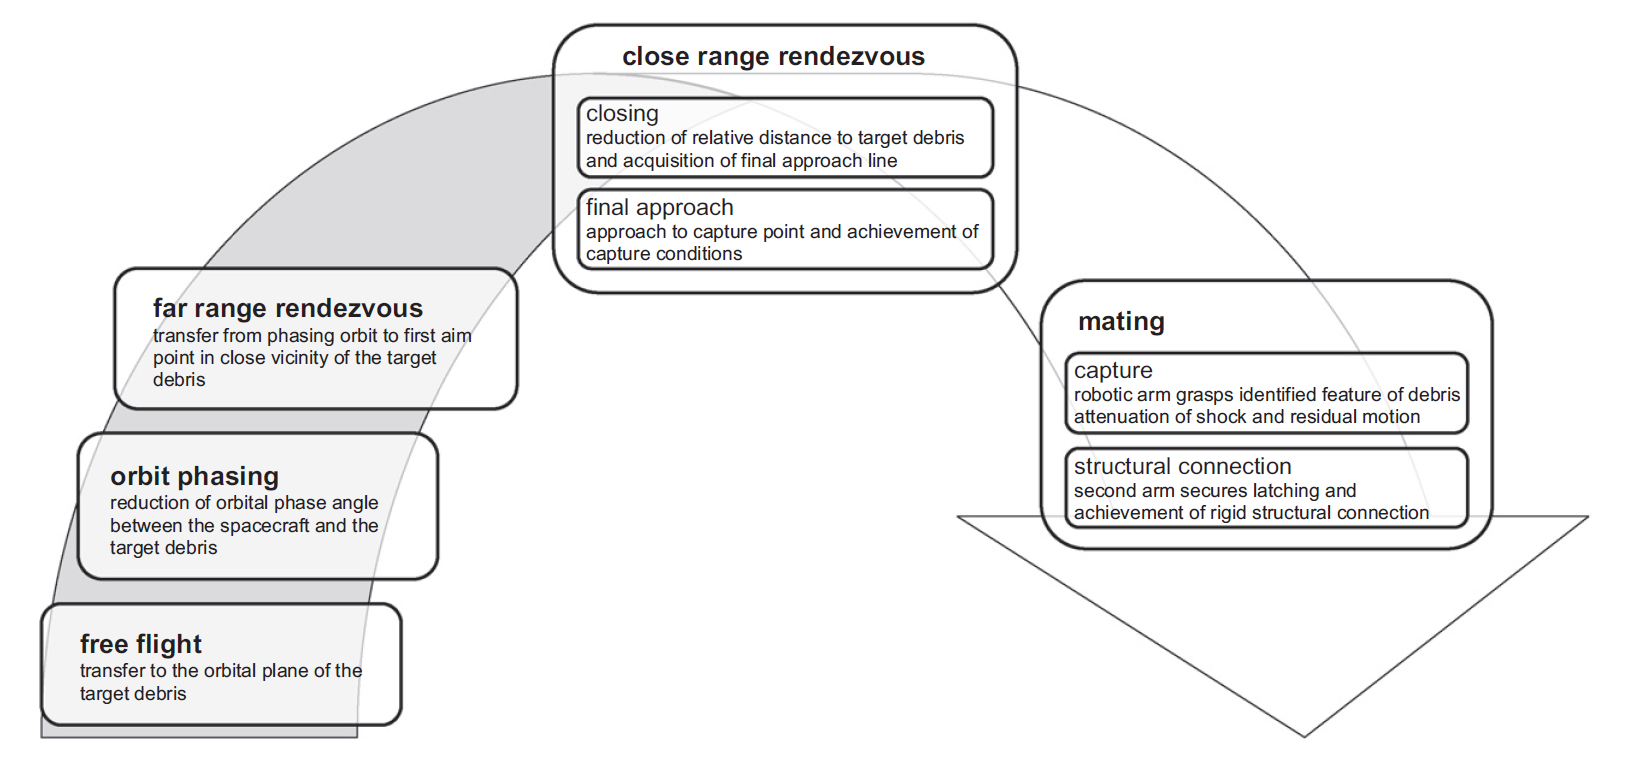 close range rendezvous
closing
reduction of relative distance to target debris
and acquisition of final approach line
final approach
approach to capture point and achievement of
capture conditions
far range rendezvous
transfer from phasing orbit to first aim
point in close vicinity of the target
debris
orbit phasing
reduction of orbital phase angle
between the spacecraft and the
target debris
free flight
transfer to the orbital plane of the
target debris
mating
capture
robotic arm grasps identified feature of debris
attenuation of shock and residual motion
structural connection
second arm secures latching and
achievement of rigid structural connection